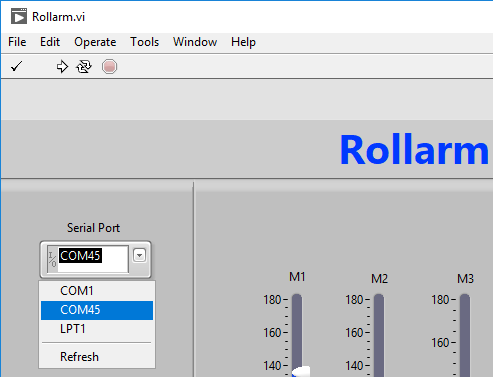 Rollarm.vi
File Edit Operate Tools Window Help
Rollarm
Serial Port
I/O COM45
COM1
COM45
LPT1
Refresh
M1 M2 M3
180 180 180
160 160 160
140 140